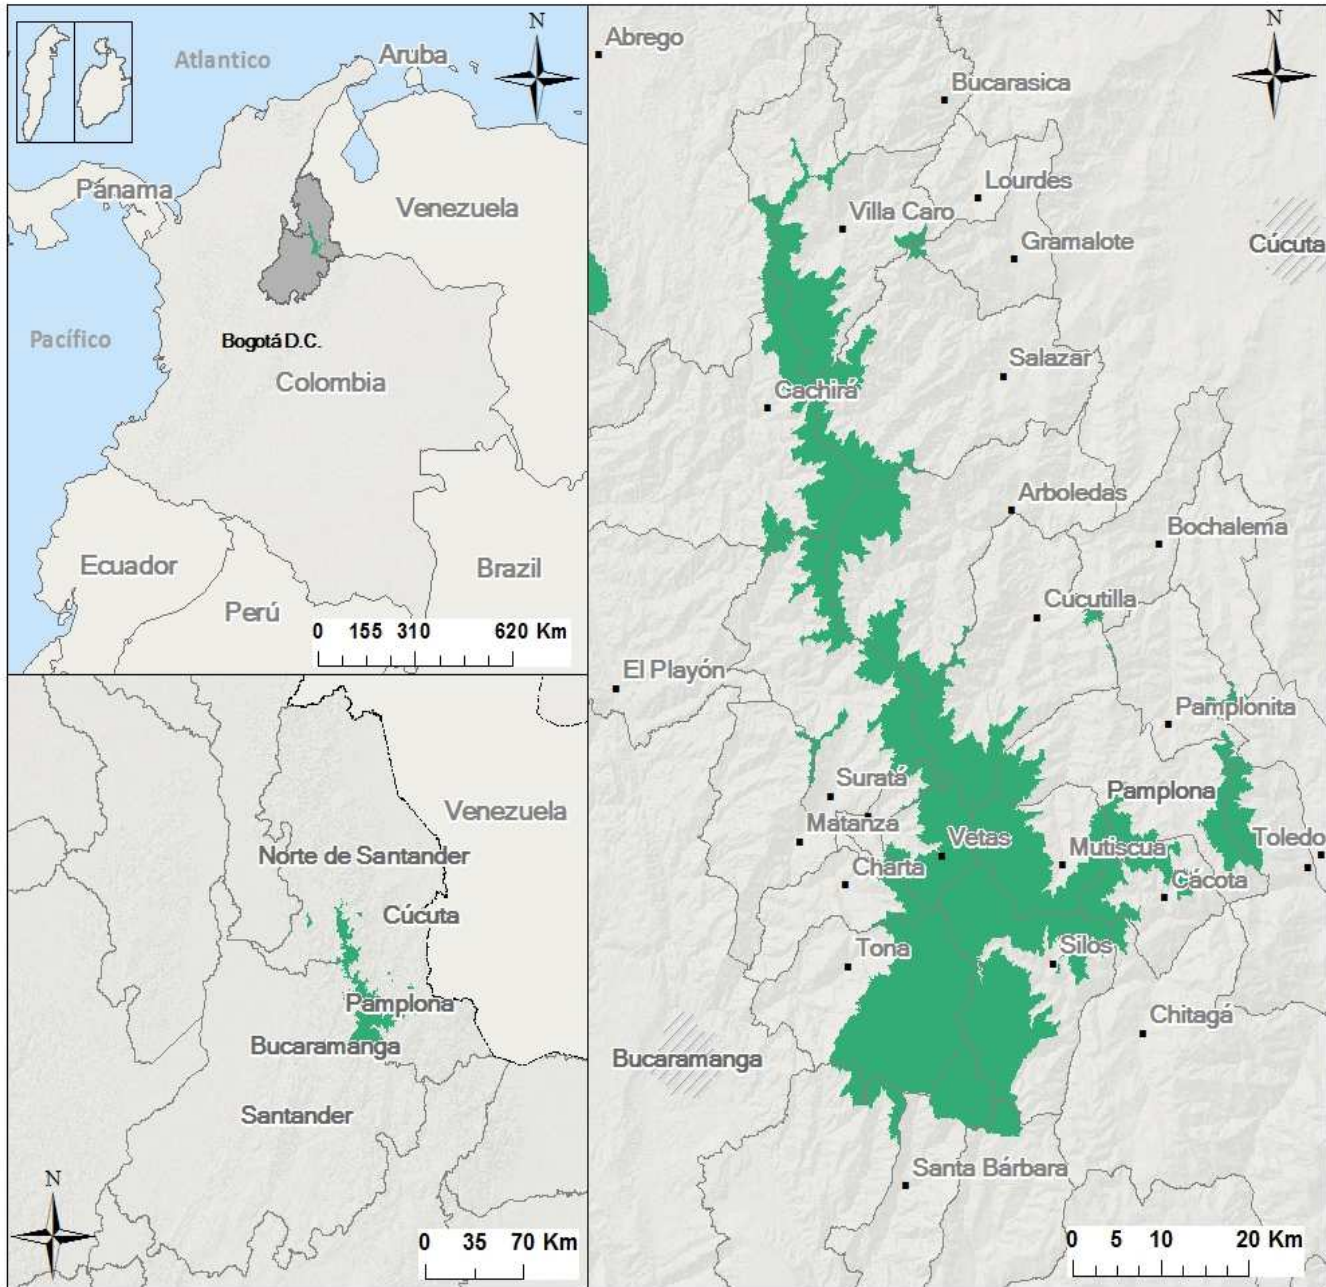 N
Atlantico
Aruba
Pánama
Venezuela
Pacífico
Bogotá D.C.
Colombia
Ecuador
Perú
Brazil
0 155 310 620 Km
Venezuela
Norte de Santander
Cúcuta
Pamplona
Bucaramanga
Santander
N
0 35 70 Km
N
Abrego
Bucarasica
Lourdes
Villa Caro
Gramalote
Cúcuta
Salazar
Cachirá
Arboledas
Bochalema
Cucutilla
El Playón
Pamplonita
Suratá
Pamplona
Matanza
Vetas
Mutiscua
Toledo
Charta
Cácota
Tona
Silos
Chitagá
Bucaramanga
Santa Bárbara
0 5 10 20 Km